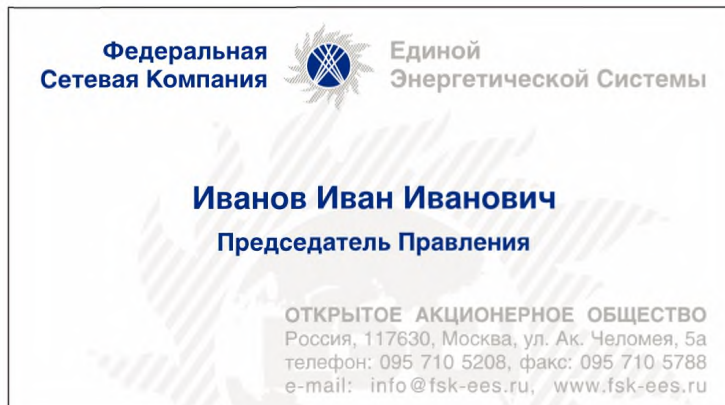 Федеральная
Сетевая Компания
Единой
Энергетической Системы
Иванов Иван Иванович
Председатель Правления
ОТКРЫТОЕ АКЦИОНЕРНОЕ ОБЩЕСТВО
Россия, 117630, Москва, ул. Ак. Челомея, 5а
телефон: 095 710 5208, факс: 095 710 5788
e-mail: info@fsk-ees.ru, www.fsk-ees.ru